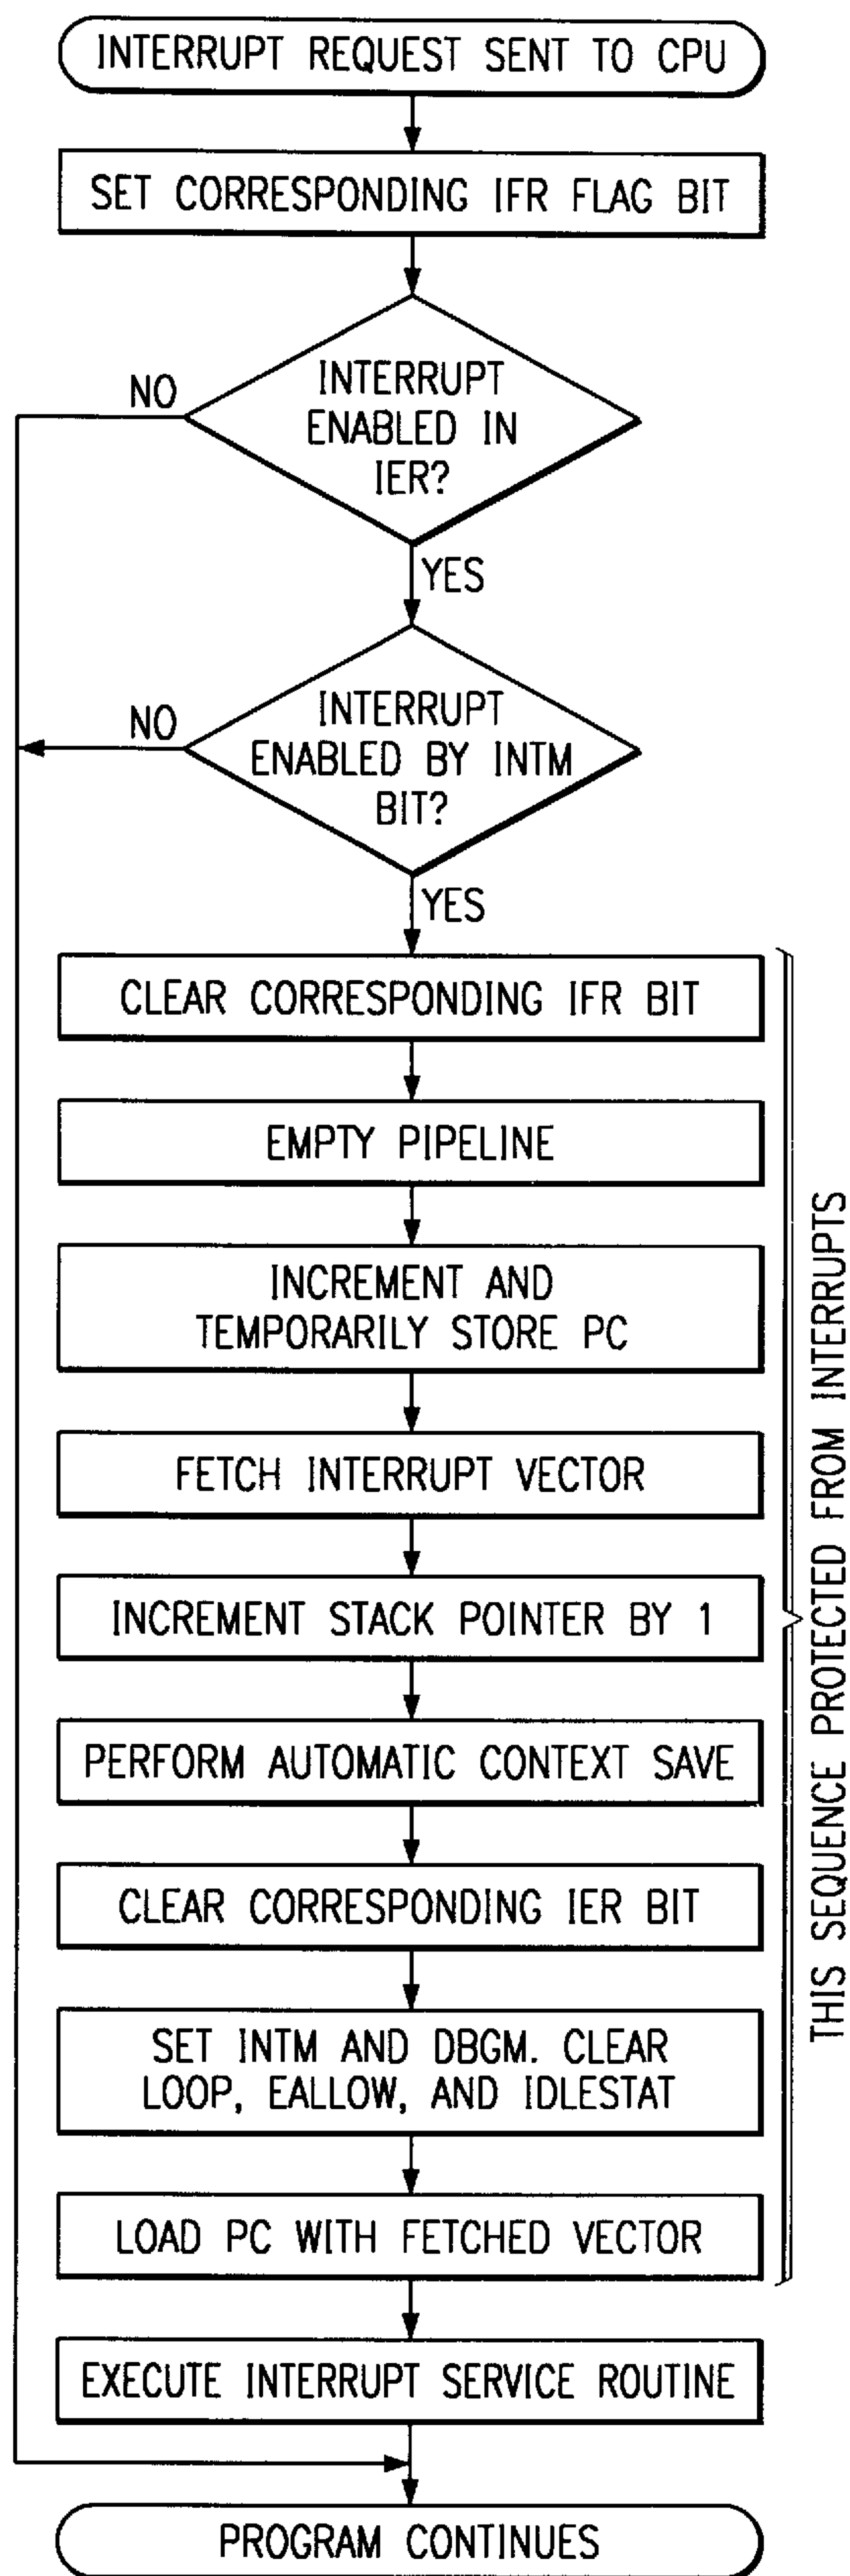 INTERRUPT REQUEST SENT TO CPU
SET CORRESPONDING IFR FLAG BIT
INTERRUPT
ENABLED IN
IER?
NO
YES
INTERRUPT
ENABLED BY INTM
BIT?
NO
YES
CLEAR CORRESPONDING IFR BIT
EMPTY PIPELINE
INCREMENT AND
TEMPORARILY STORE PC
FETCH INTERRUPT VECTOR
INCREMENT STACK POINTER BY 1
PERFORM AUTOMATIC CONTEXT SAVE
CLEAR CORRESPONDING IER BIT
SET INTM AND DBGM. CLEAR
LOOP, EALLOW, AND IDLESTAT
LOAD PC WITH FETCHED VECTOR
THIS SEQUENCE PROTECTED FROM INTERRUPTS
EXECUTE INTERRUPT SERVICE ROUTINE
PROGRAM CONTINUES